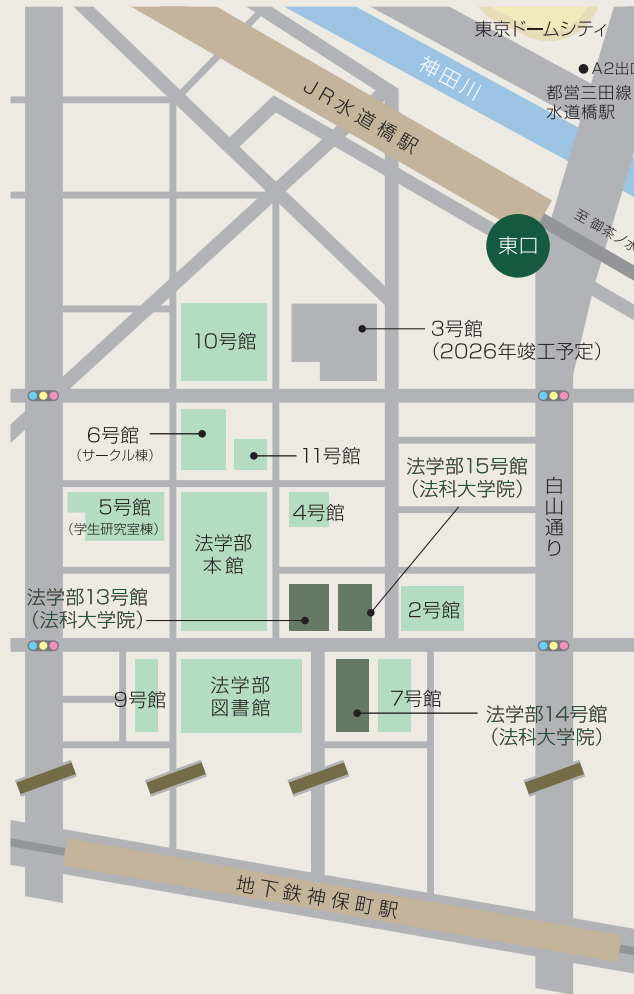 東京ドームシティ
A2出口
都営三田線
水道橋駅
神田川
JR水道橋駅
至 御茶ノ水
東口
10号館
3号館
（2026年竣工予定）
6号館
（サークル棟）
11号館
法学部15号館
（法科大学院）
白山通り
5号館
（学生研究室棟）
4号館
法学部
本館
法学部13号館
（法科大学院）
2号館
9号館
法学部
図書館
7号館
法学部14号館
（法科大学院）
地下鉄神保町駅